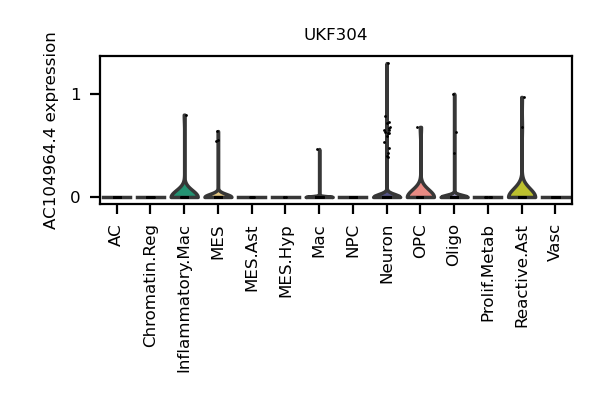 UKF304
AC104964.4 expression
1
0
AC
Chromatin.Reg
Inflammatory.Mac
MES
MES.Ast
MES.Hyp
Mac
NPC
Neuron
OPC
Oligo
Prolif.Metab
Reactive.Ast
Vasc